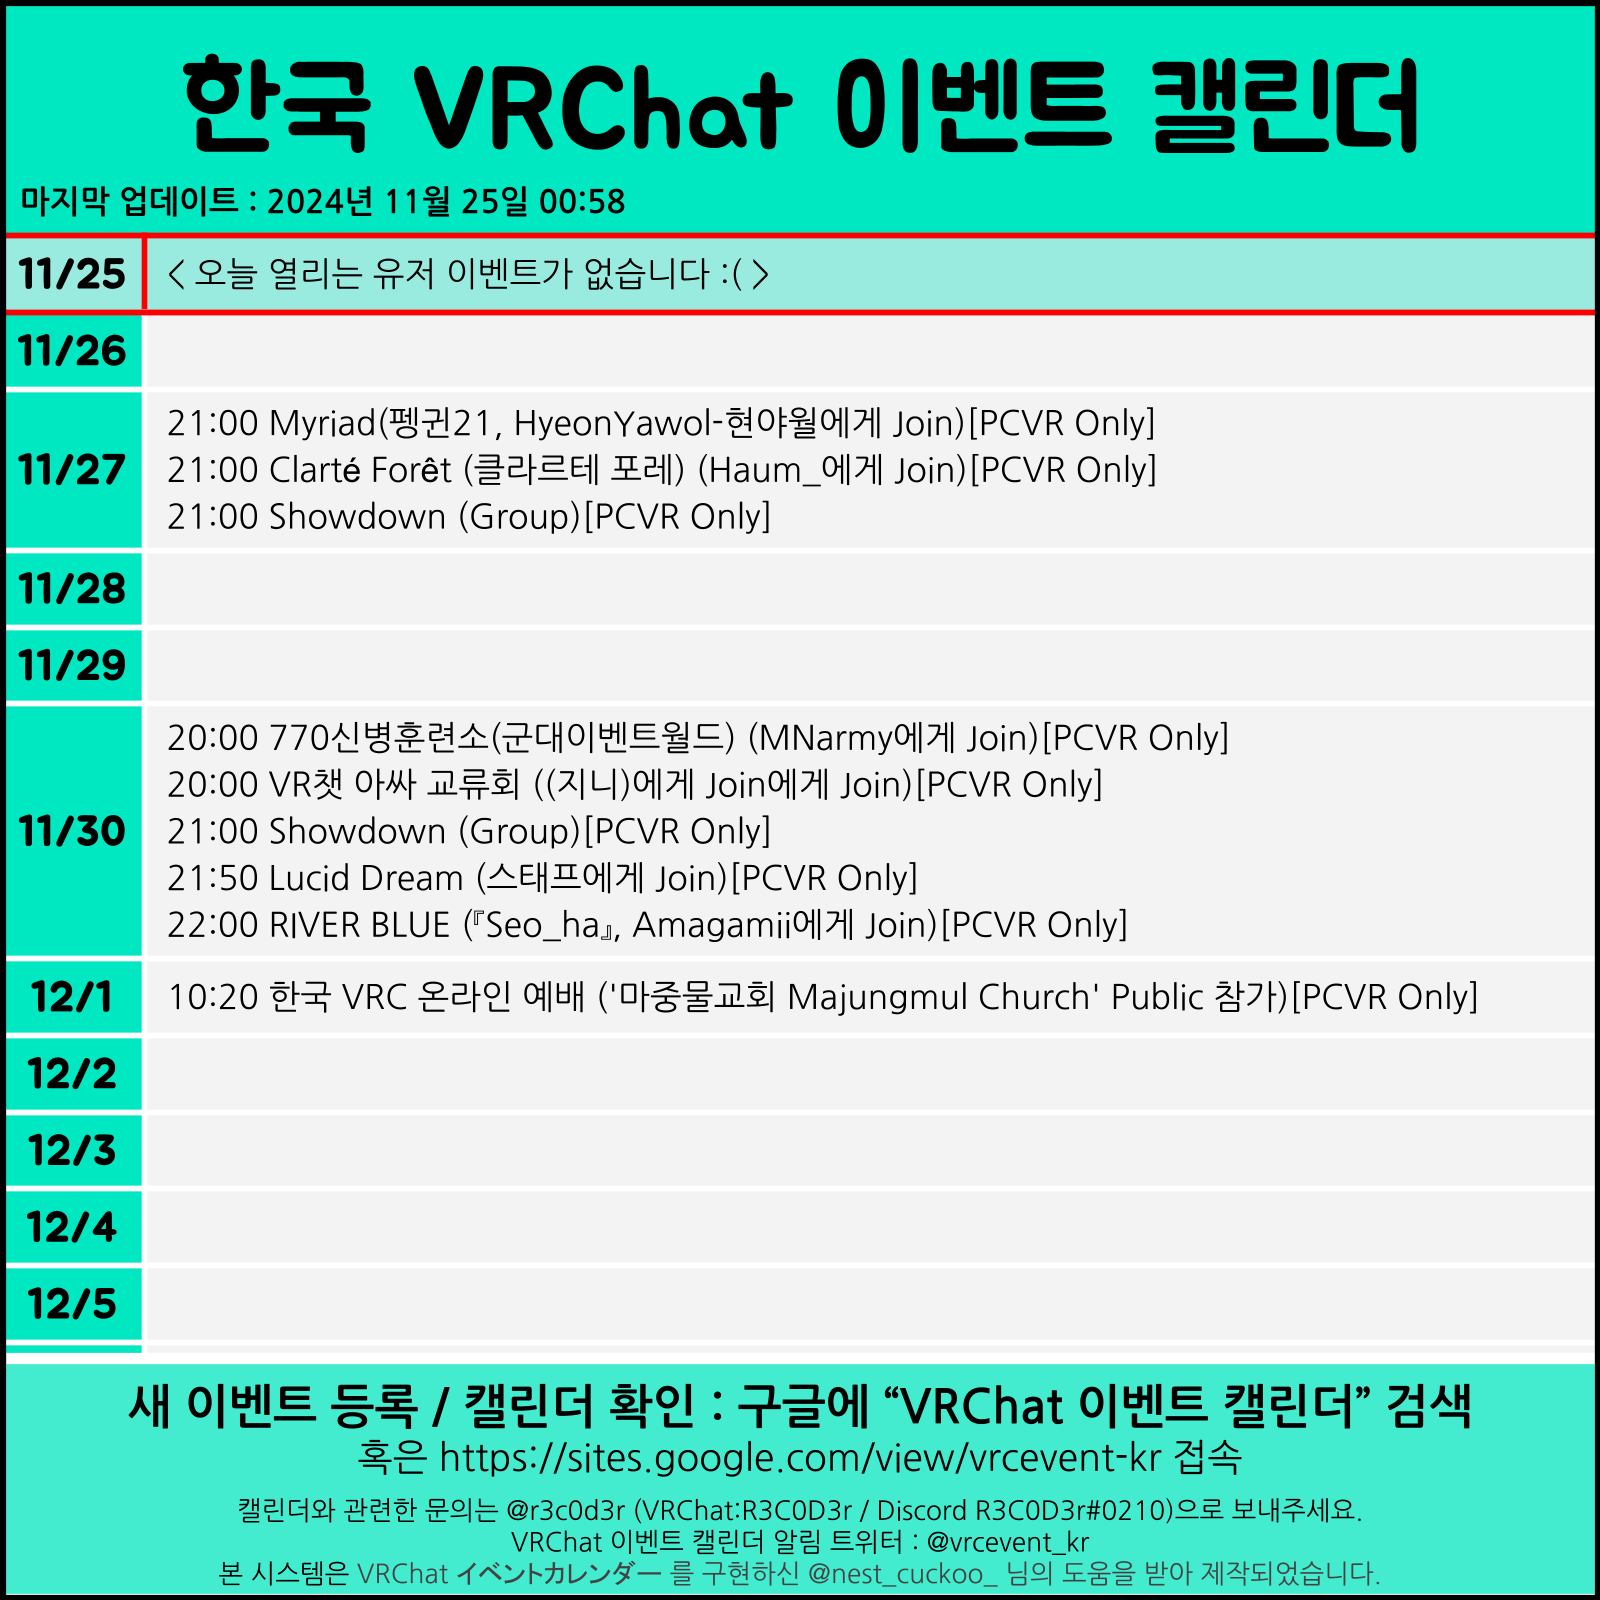 한국 VRChat 이벤트 캘린더
마지막 업데이트 : 2024년 11월 25일 00:58
11/25 < 오늘 열리는 유저 이벤트가 없습니다 :( >
11/26
11/27
21:00 Myriad(펭귄21, HyeonYawol-현야월에게 Join)[PCVR Only]
21:00 Clarté Forêt (클라르테 포레) (Haum_에게 Join)[PCVR Only]
21:00 Showdown (Group)[PCVR Only]
11/28
11/29
11/30
20:00 770신병훈련소(군대이벤트월드) (MNarmy에게 Join)[PCVR Only]
20:00 VR챗 아싸 교류회 ((지니)에게 Join에게 Join)[PCVR Only]
21:00 Showdown (Group)[PCVR Only]
21:50 Lucid Dream (스태프에게 Join)[PCVR Only]
22:00 RIVER BLUE (『Seo_ha』, Amagamii에게 Join)[PCVR Only]
12/1 10:20 한국 VRC 온라인 예배 ('마중물교회 Majungmul Church' Public 참가)[PCVR Only]
12/2
12/3
12/4
12/5
새 이벤트 등록 / 캘린더 확인 : 구글에 “VRChat 이벤트 캘린더” 검색
혹은 https://sites.google.com/view/vrcevent-kr 접속
캘린더와 관련한 문의는 @r3c0d3r (VRChat:R3C0D3r / Discord R3C0D3r#0210)으로 보내주세요.
VRChat 이벤트 캘린더 알림 트위터 : @vrcevent_kr
본 시스템은 VRChat イベントカレンダー 를 구현하신 @nest_cuckoo_ 님의 도움을 받아 제작되었습니다.